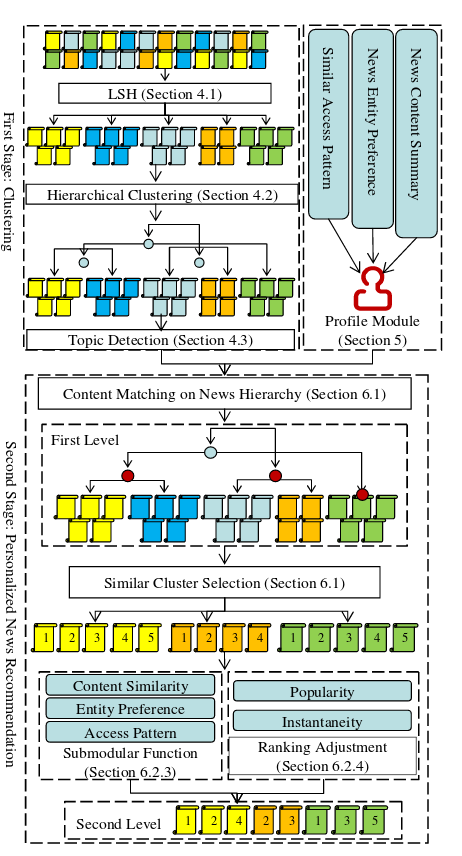 First Stage: Clustering
LSH (Section 4.1)
Hierarchical Clustering (Section 4.2)
Topic Detection (Section 4.3)
Similar Access Pattern
News Entity Preference
News Content Summary
Profile Module
(Section 5)
Second Stage: Personalized News Recommendation
Content Matching on News Hierarchy (Section 6.1)
First Level
Similar Cluster Selection (Section 6.1)
1 2 3 4 5 1 2 3 4 1 2 3 4 5
Content Similarity
Entity Preference
Access Pattern
Submodular Function
(Section 6.2.3)
Popularity
Instantaneity
Ranking Adjustment
(Section 6.2.4)
Second Level
1 2 4 2 3 1 3 5